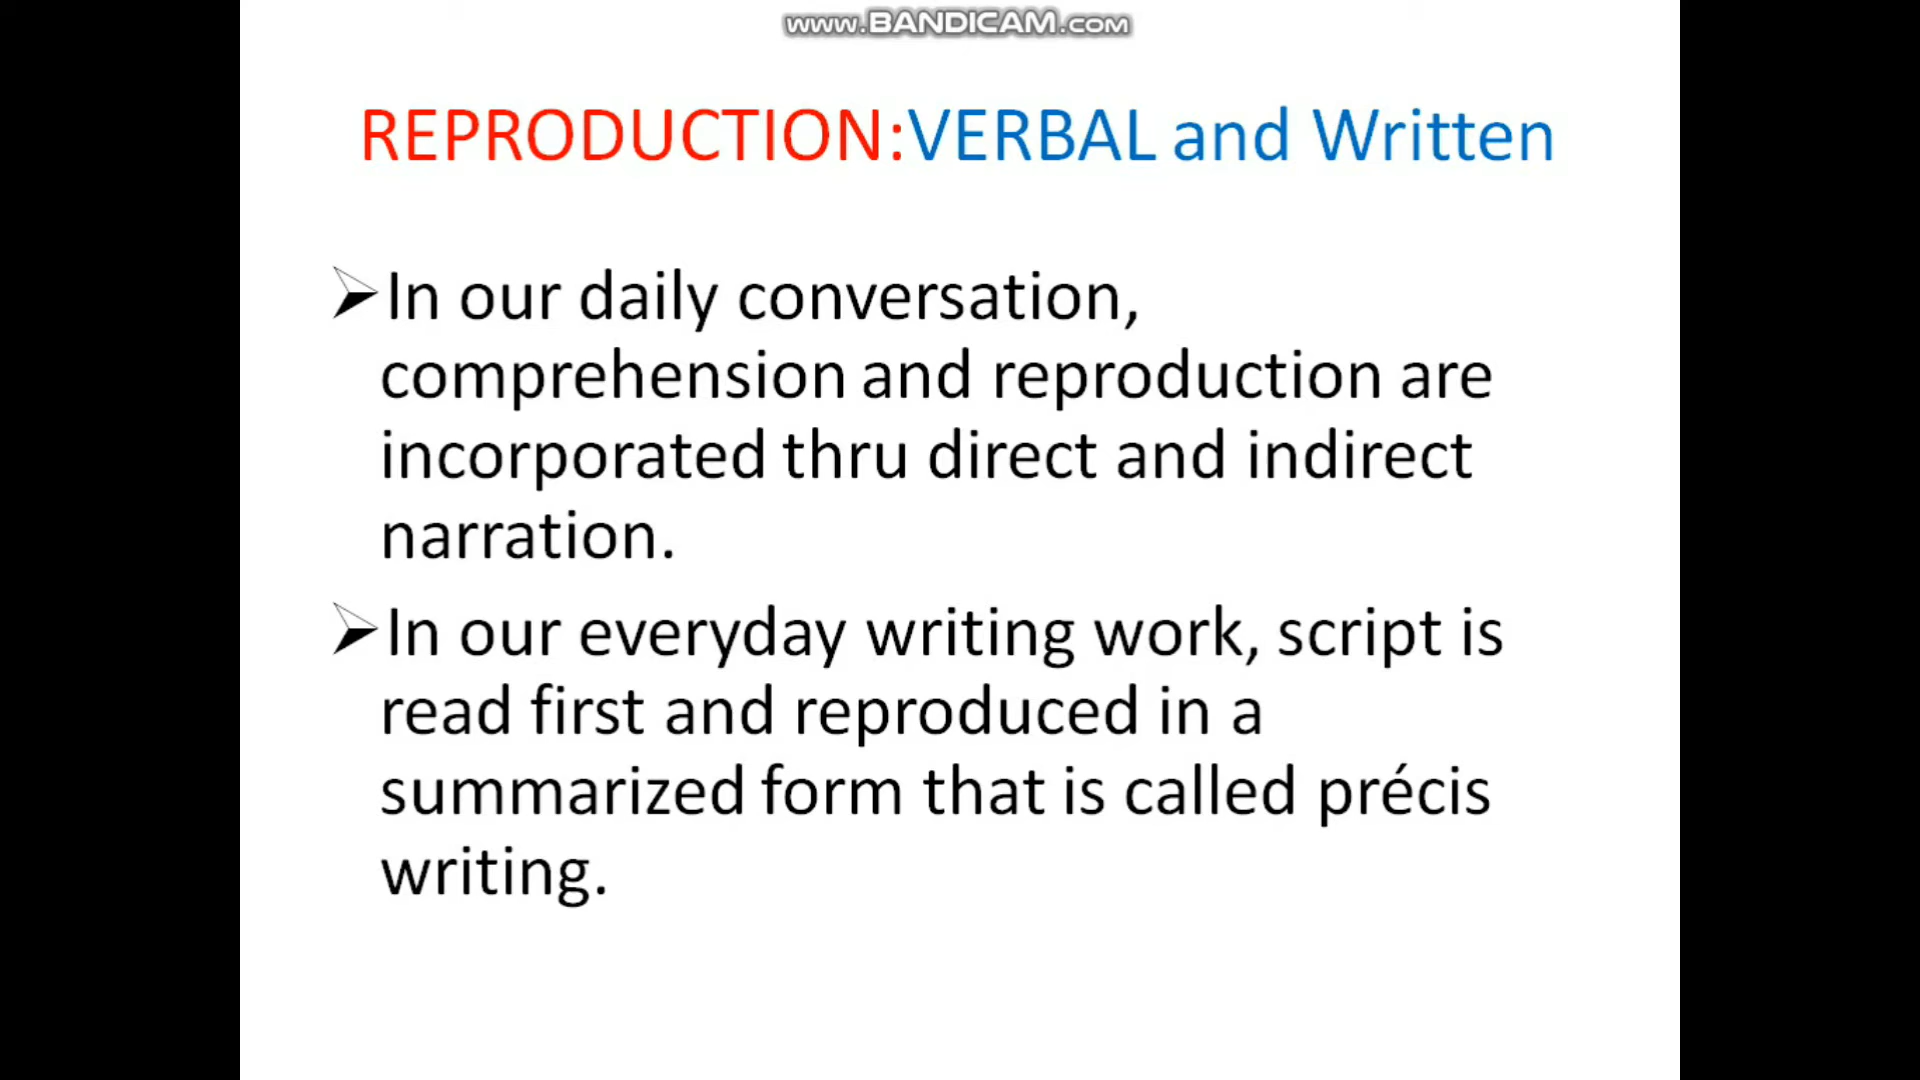 www.BANDICAM.com
REPRODUCTION:VERBAL and Written
In our daily conversation,
comprehension and reproduction are
incorporated thru direct and indirect
narration.
In our everyday writing work, script is
read first and reproduced in a
summarized form that is called précis
writing.